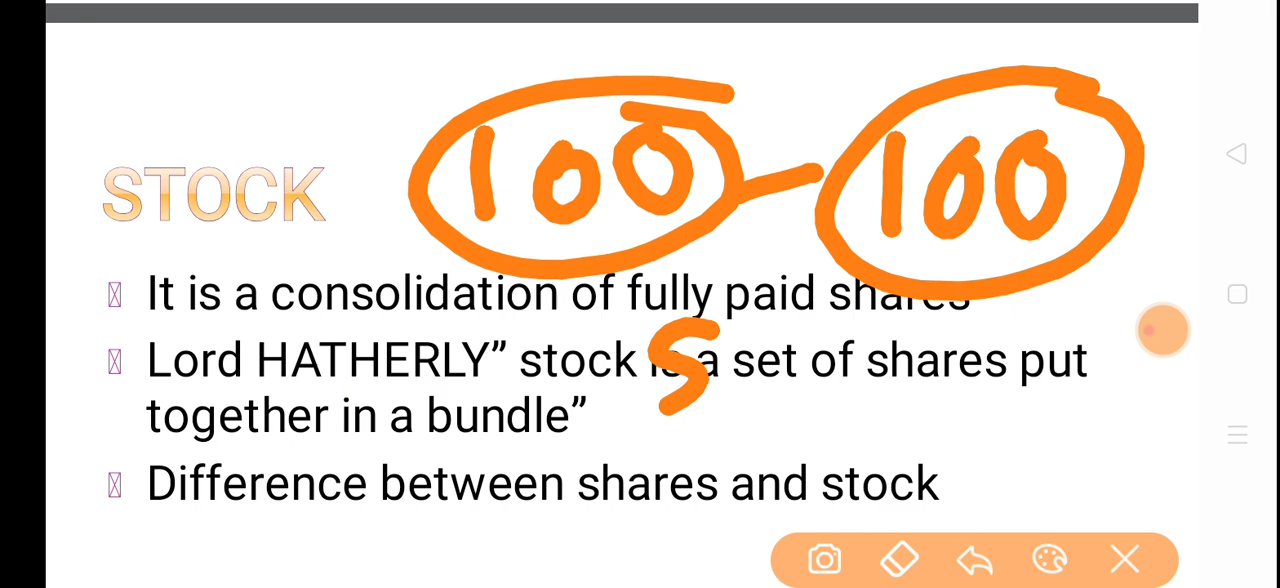 100 - 100
STOCK
It is a consolidation of fully paid shares
S
Lord HATHERLY” stock is a set of shares put
together in a bundle”
Difference between shares and stock